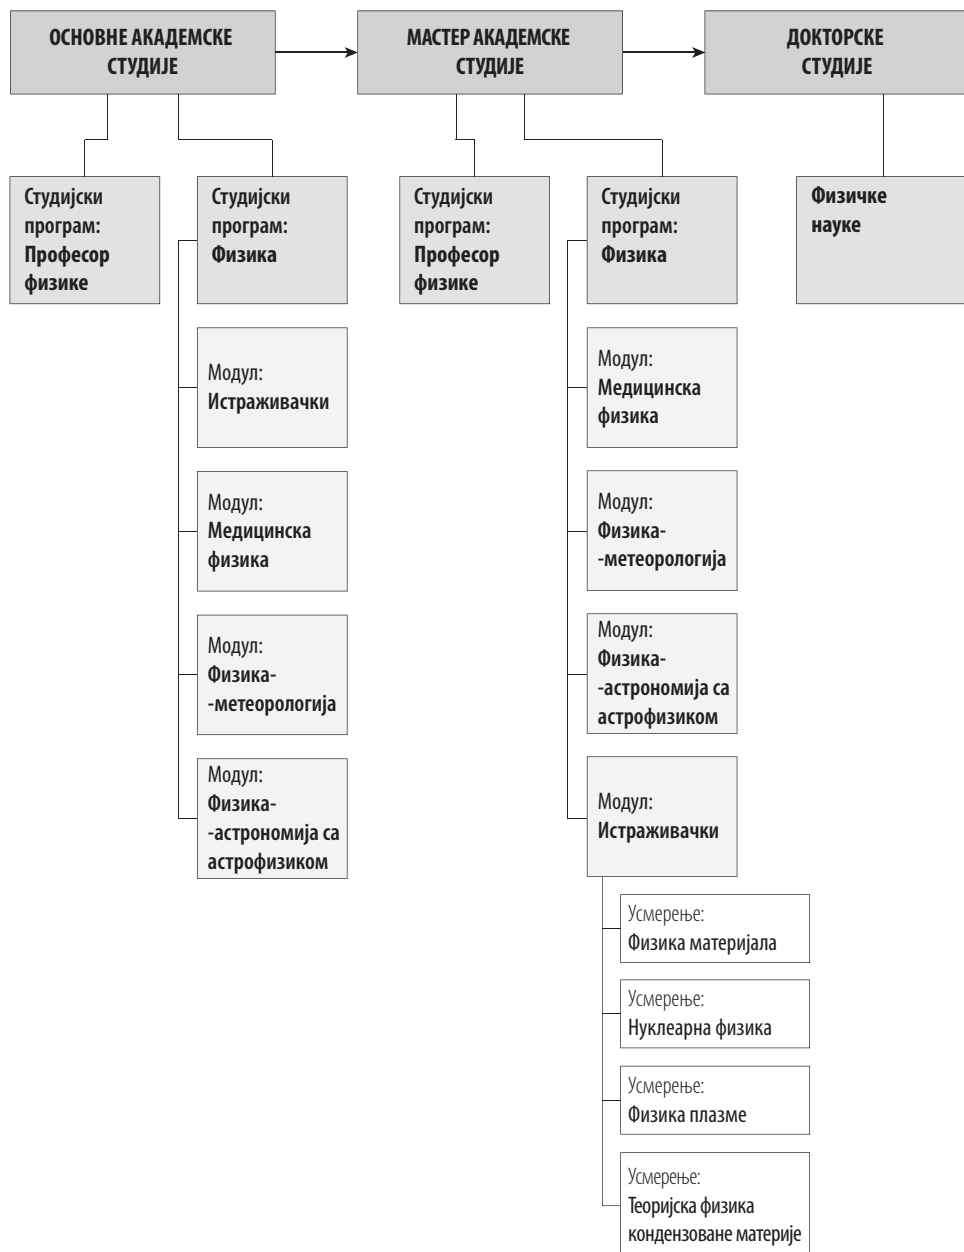 ОСНОВНЕ АКАДЕМСКЕ
СТУДИЈЕ
МАСТЕР АКАДЕМСКЕ
СТУДИЈЕ
ДОКТОРСКЕ
СТУДИЈЕ
Студијски
програм:
Професор
физике
Студијски
програм:
Физика
Студијски
програм:
Професор
физике
Студијски
програм:
Физика
Физичке
науке
Модул:
Истраживачки
Модул:
Медицинска
физика
Модул:
Физика-
-метеорологија
Модул:
Физика-
-астрономија са
астрофизиком
Модул:
Медицинска
физика
Модул:
Физика-
-метеорологија
Модул:
Физика-
-астрономија са
астрофизиком
Модул:
Истраживачки
Усмерење:
Физика материјала
Усмерење:
Нуклеарна физика
Усмерење:
Физика плазме
Усмерење:
Теоријска физика
кондензоване материје